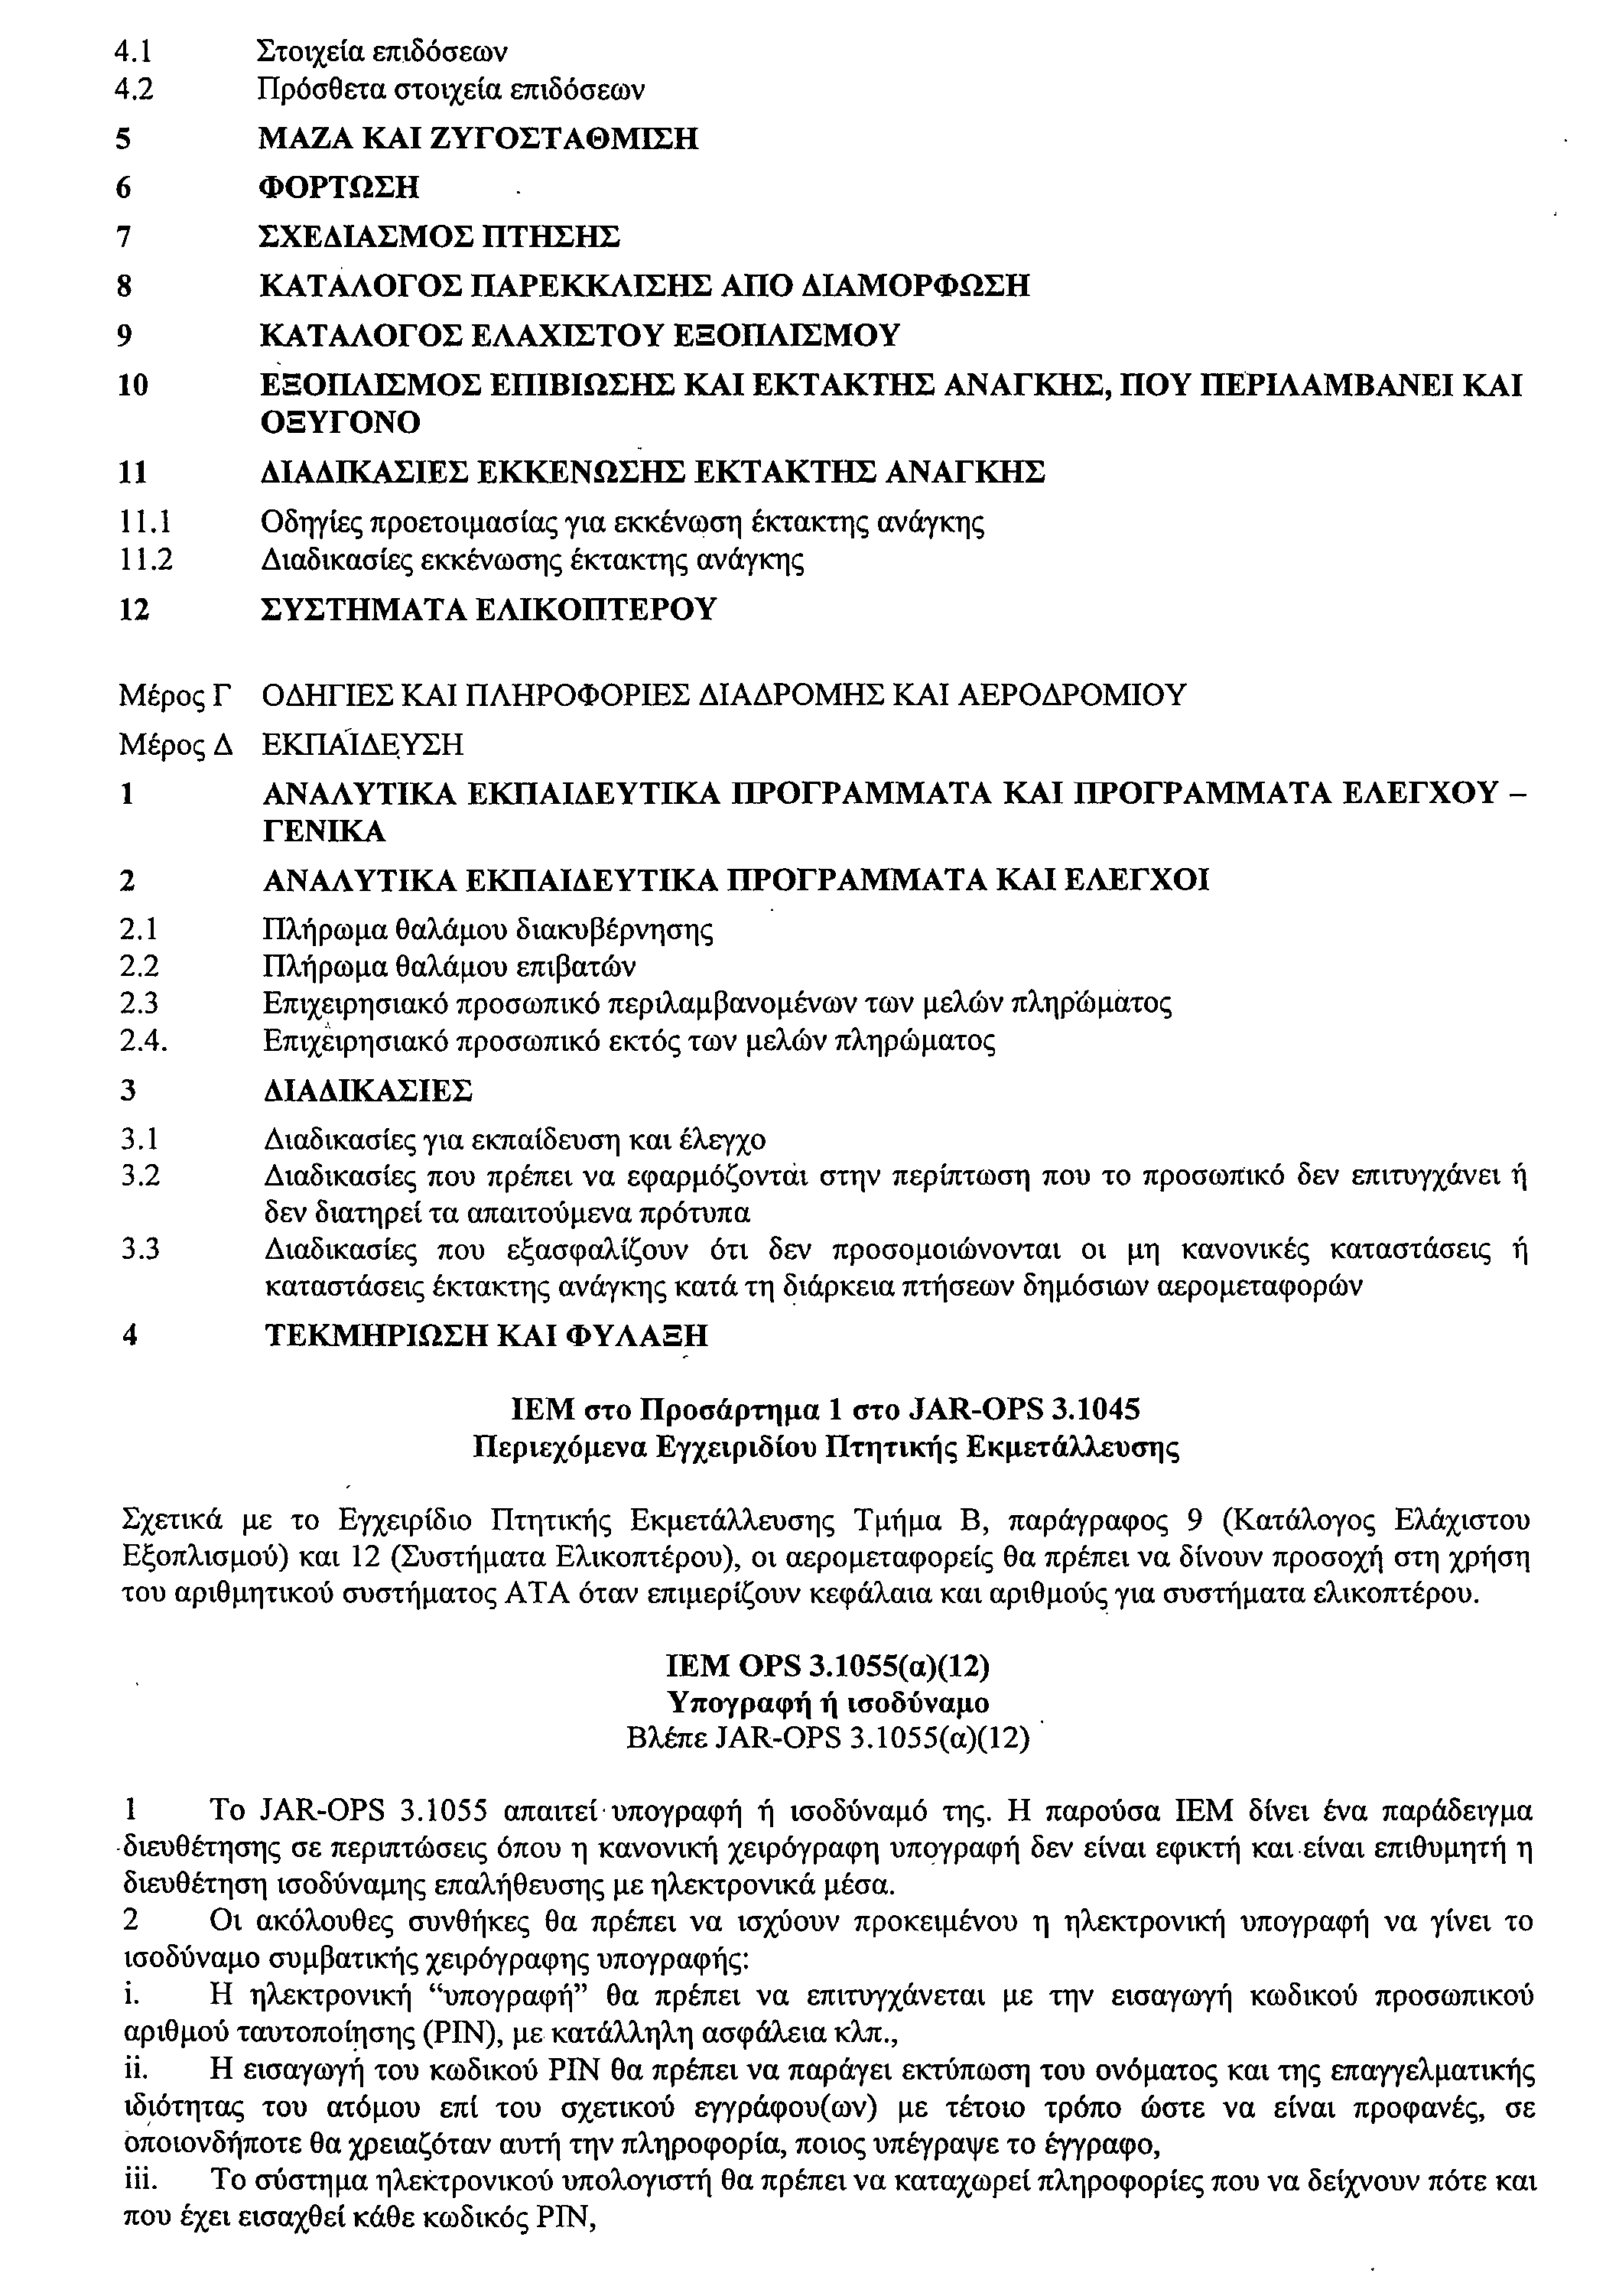 4.1 Στοιχεία επιδόσεων
4.2 Πρόσθετα στοιχεία επιδόσεων
5 ΜΑΖΑ ΚΑΙ ΖΥΓΟΣΤΑΘΜΙΣΗ
6 ΦΟΡΤΩΣΗ
7 ΣΧΕΔΙΑΣΜΟΣ ΠΤΗΣΗΣ
8 ΚΑΤΑΛΟΓΟΣ ΠΑΡΕΚΚΛΙΣΗΣ ΑΠΟ ΔΙΑΜΟΡΦΩΣΗ
9 ΚΑΤΑΛΟΓΟΣ ΕΛΑΧΙΣΤΟΥ ΕΞΟΠΛΙΣΜΟΥ
10 ΕΞΟΠΛΙΣΜΟΣ ΕΠΙΒΙΩΣΗΣ ΚΑΙ ΕΚΤΑΚΤΗΣ ΑΝΑΓΚΗΣ, ΠΟΥ ΠΕΡΙΛΑΜΒΑΝΕΙ ΚΑΙ
ΟΞΥΓΟΝΟ
11 ΔΙΑΔΙΚΑΣΙΕΣ ΕΚΚΕΝΩΣΗΣ ΕΚΤΑΚΤΗΣ ΑΝΑΓΚΗΣ
11.1 Οδηγίες προετοιμασίας για εκκένωση έκτακτης ανάγκης
11.2 Διαδικασίες εκκένωσης έκτακτης ανάγκης
12 ΣΥΣΤΗΜΑΤΑ ΕΛΙΚΟΠΤΕΡΟΥ
Μέρος Γ ΟΔΗΓΙΕΣ ΚΑΙ ΠΛΗΡΟΦΟΡΙΕΣ ΔΙΑΔΡΟΜΗΣ ΚΑΙ ΑΕΡΟΔΡΟΜΙΟΥ
Μέρος Δ ΕΚΠΑΙΔΕΥΣΗ
1 ΑΝΑΛΥΤΙΚΑ ΕΚΠΑΙΔΕΥΤΙΚΑ ΠΡΟΓΡΑΜΜΑΤΑ ΚΑΙ ΠΡΟΓΡΑΜΜΑΤΑ ΕΛΕΓΧΟΥ –
ΓΕΝΙΚΑ
2 ΑΝΑΛΥΤΙΚΑ ΕΚΠΑΙΔΕΥΤΙΚΑ ΠΡΟΓΡΑΜΜΑΤΑ ΚΑΙ ΕΛΕΓΧΟΙ
2.1 Πλήρωμα θαλάμου διακυβέρνησης
2.2 Πλήρωμα θαλάμου επιβατών
2.3 Επιχειρησιακό προσωπικό περιλαμβανομένων των μελών πληρώματος
2.4. Επιχειρησιακό προσωπικό εκτός των μελών πληρώματος
3 ΔΙΑΔΙΚΑΣΙΕΣ
3.1 Διαδικασίες για εκπαίδευση και έλεγχο
3.2 Διαδικασίες που πρέπει να εφαρμόζονται στην περίπτωση που το προσωπικό δεν επιτυγχάνει ή
δεν διατηρεί τα απαιτούμενα πρότυπα
3.3 Διαδικασίες που εξασφαλίζουν ότι δεν προσομοιώνονται οι μη κανονικές καταστάσεις ή
καταστάσεις έκτακτης ανάγκης κατά τη διάρκεια πτήσεων δημόσιων αερομεταφορών
4 ΤΕΚΜΗΡΙΩΣΗ ΚΑΙ ΦΥΛΑΞΗ
IEM στο Προσάρτημα 1 στο JAR-OPS 3.1045
Περιεχόμενα Εγχειριδίου Πτητικής Εκμετάλλευσης
Σχετικά με το Εγχειρίδιο Πτητικής Εκμετάλλευσης Τμήμα Β, παράγραφος 9 (Κατάλογος Ελάχιστου
Εξοπλισμού) και 12 (Συστήματα Ελικοπτέρου), οι αερομεταφορείς θα πρέπει να δίνουν προσοχή στη χρήση
του αριθμητικού συστήματος ΑΤΑ όταν επιμερίζουν κεφάλαια και αριθμούς για συστήματα ελικοπτέρου.
IEM OPS 3.1055(α)(12)
Υπογραφή ή ισοδύναμο
Βλέπε JAR-OPS 3.1055(α)(12)
1 Το JAR-OPS 3.1055 απαιτεί υπογραφή ή ισοδύναμό της. Η παρούσα IEM δίνει ένα παράδειγμα
διευθέτησης σε περιπτώσεις όπου η κανονική χειρόγραφη υπογραφή δεν είναι εφικτή και είναι επιθυμητή η
διευθέτηση ισοδύναμης επαλήθευσης με ηλεκτρονικά μέσα.
2 Οι ακόλουθες συνθήκες θα πρέπει να ισχύουν προκειμένου η ηλεκτρονική υπογραφή να γίνει το
ισοδύναμο συμβατικής χειρόγραφης υπογραφής:
i. Η ηλεκτρονική “υπογραφή” θα πρέπει να επιτυγχάνεται με την εισαγωγή κωδικού προσωπικού
αριθμού ταυτοποίησης (PIN), με κατάλληλη ασφάλεια κλπ.,
ii. Η εισαγωγή του κωδικού PIN θα πρέπει να παράγει εκτύπωση του ονόματος και της επαγγελματικής
ιδιότητας του ατόμου επί του σχετικού εγγράφου(ων) με τέτοιο τρόπο ώστε να είναι προφανές, σε
οποιονδήποτε θα χρειαζόταν αυτή την πληροφορία, ποιος υπέγραψε το έγγραφο,
iii. Το σύστημα ηλεκτρονικού υπολογιστή θα πρέπει να καταχωρεί πληροφορίες που να δείχνουν πότε και
που έχει εισαχθεί κάθε κωδικός PIN,